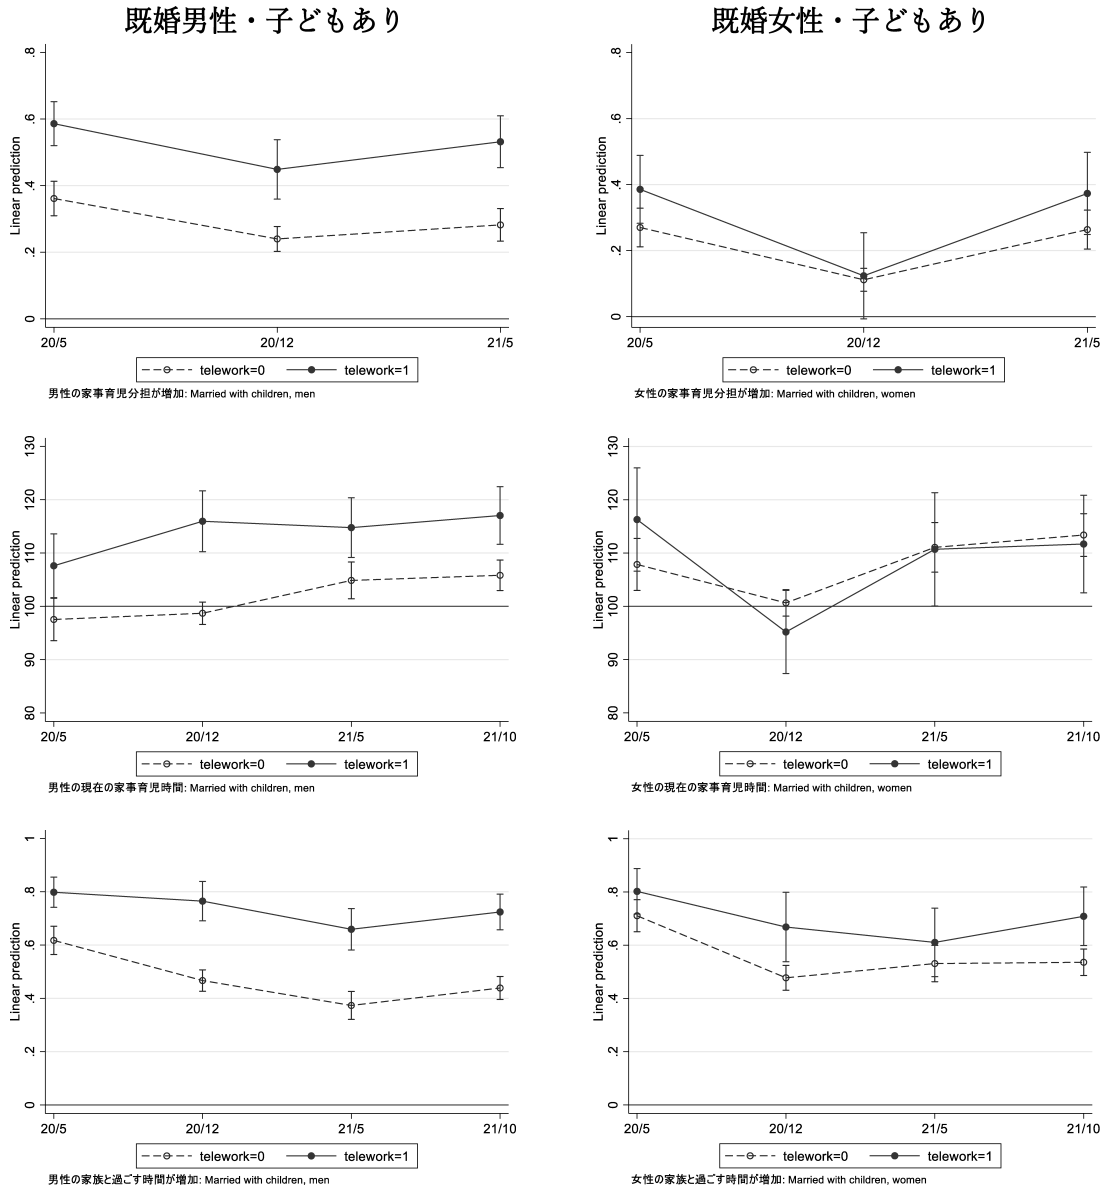 既婚男性・子どもあり
.8
.6
.4
.2
0
Linear prediction
20/5 20/12 21/5
telework=0 telework=1
男性の家事育児分担が増加: Married with children, men
既婚女性・子どもあり
.8
.6
.4
.2
0
Linear prediction
20/5 20/12 21/5
telework=0 telework=1
女性の家事育児分担が増加: Married with children, women
130
120
110
100
90
80
Linear prediction
20/5 20/12 21/5 21/10
telework=0 telework=1
男性の現在の家事育児時間: Married with children, men
130
120
110
100
90
80
Linear prediction
20/5 20/12 21/5 21/10
telework=0 telework=1
女性の現在の家事育児時間: Married with children, women
1
.8
.6
.4
.2
0
Linear prediction
20/5 20/12 21/5 21/10
telework=0 telework=1
男性の家族と過ごす時間が増加: Married with children, men
1
.8
.6
.4
.2
0
Linear prediction
20/5 20/12 21/5 21/10
telework=0 telework=1
女性の家族と過ごす時間が増加: Married with children, women